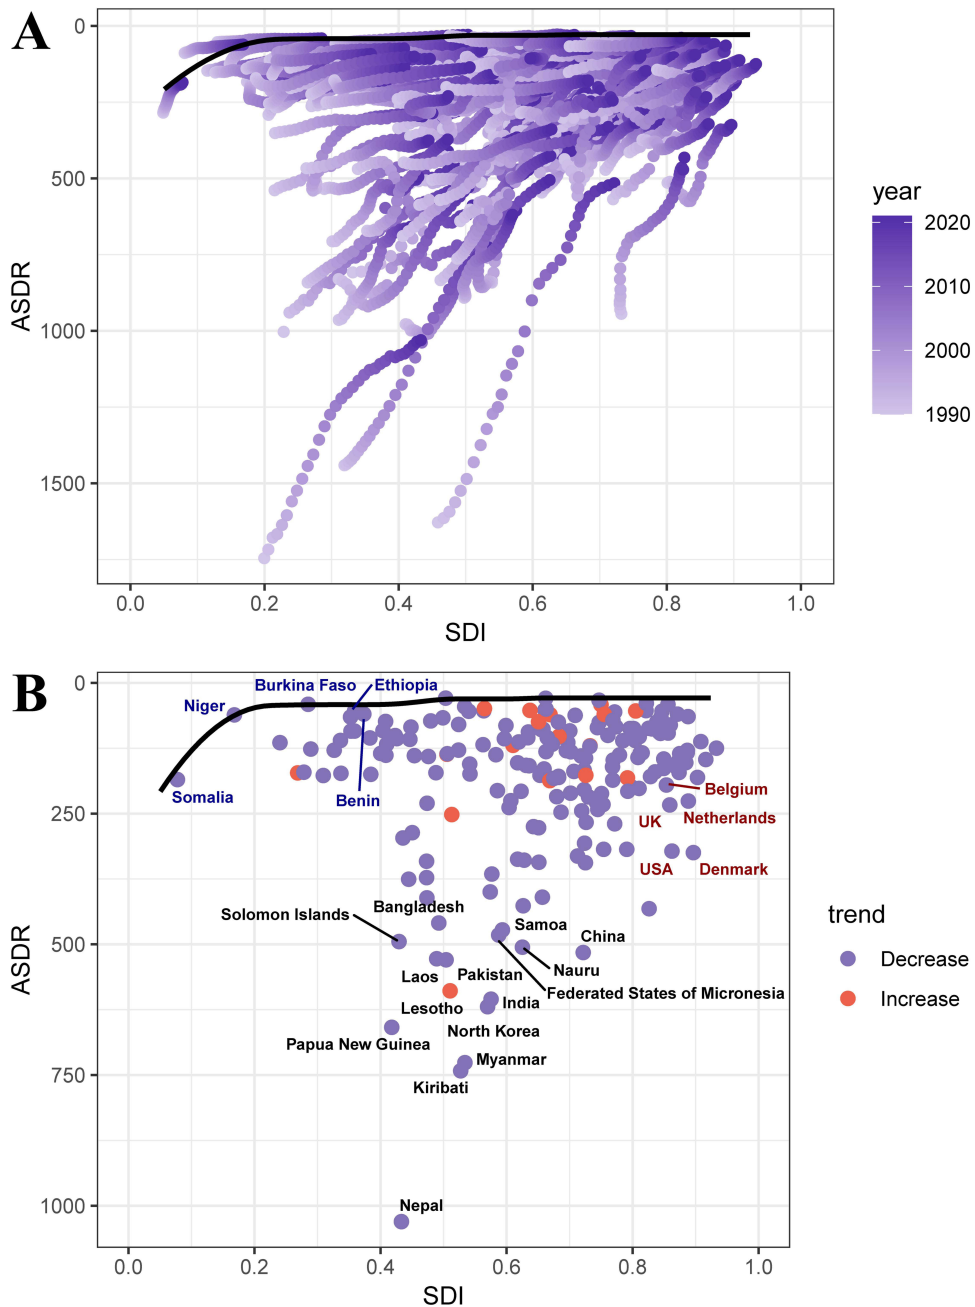 A
0
500
1000
1500
ASDR
0.0 0.2 0.4 0.6 0.8 1.0
SDI
year
2020
2010
2000
1990
B
0
250
500
750
1000
ASDR
Burkina Faso
Ethiopia
Niger
Somalia
Benin
Belgium
UK
Netherlands
USA
Denmark
Bangladesh
Solomon Islands
Samoa
China
Laos
Pakistan
Nauru
Federated States of Micronesia
Lesotho
India
North Korea
Papua New Guinea
Myanmar
Kiribati
Nepal
0.0 0.2 0.4 0.6 0.8 1.0
SDI
trend
Decrease
Increase